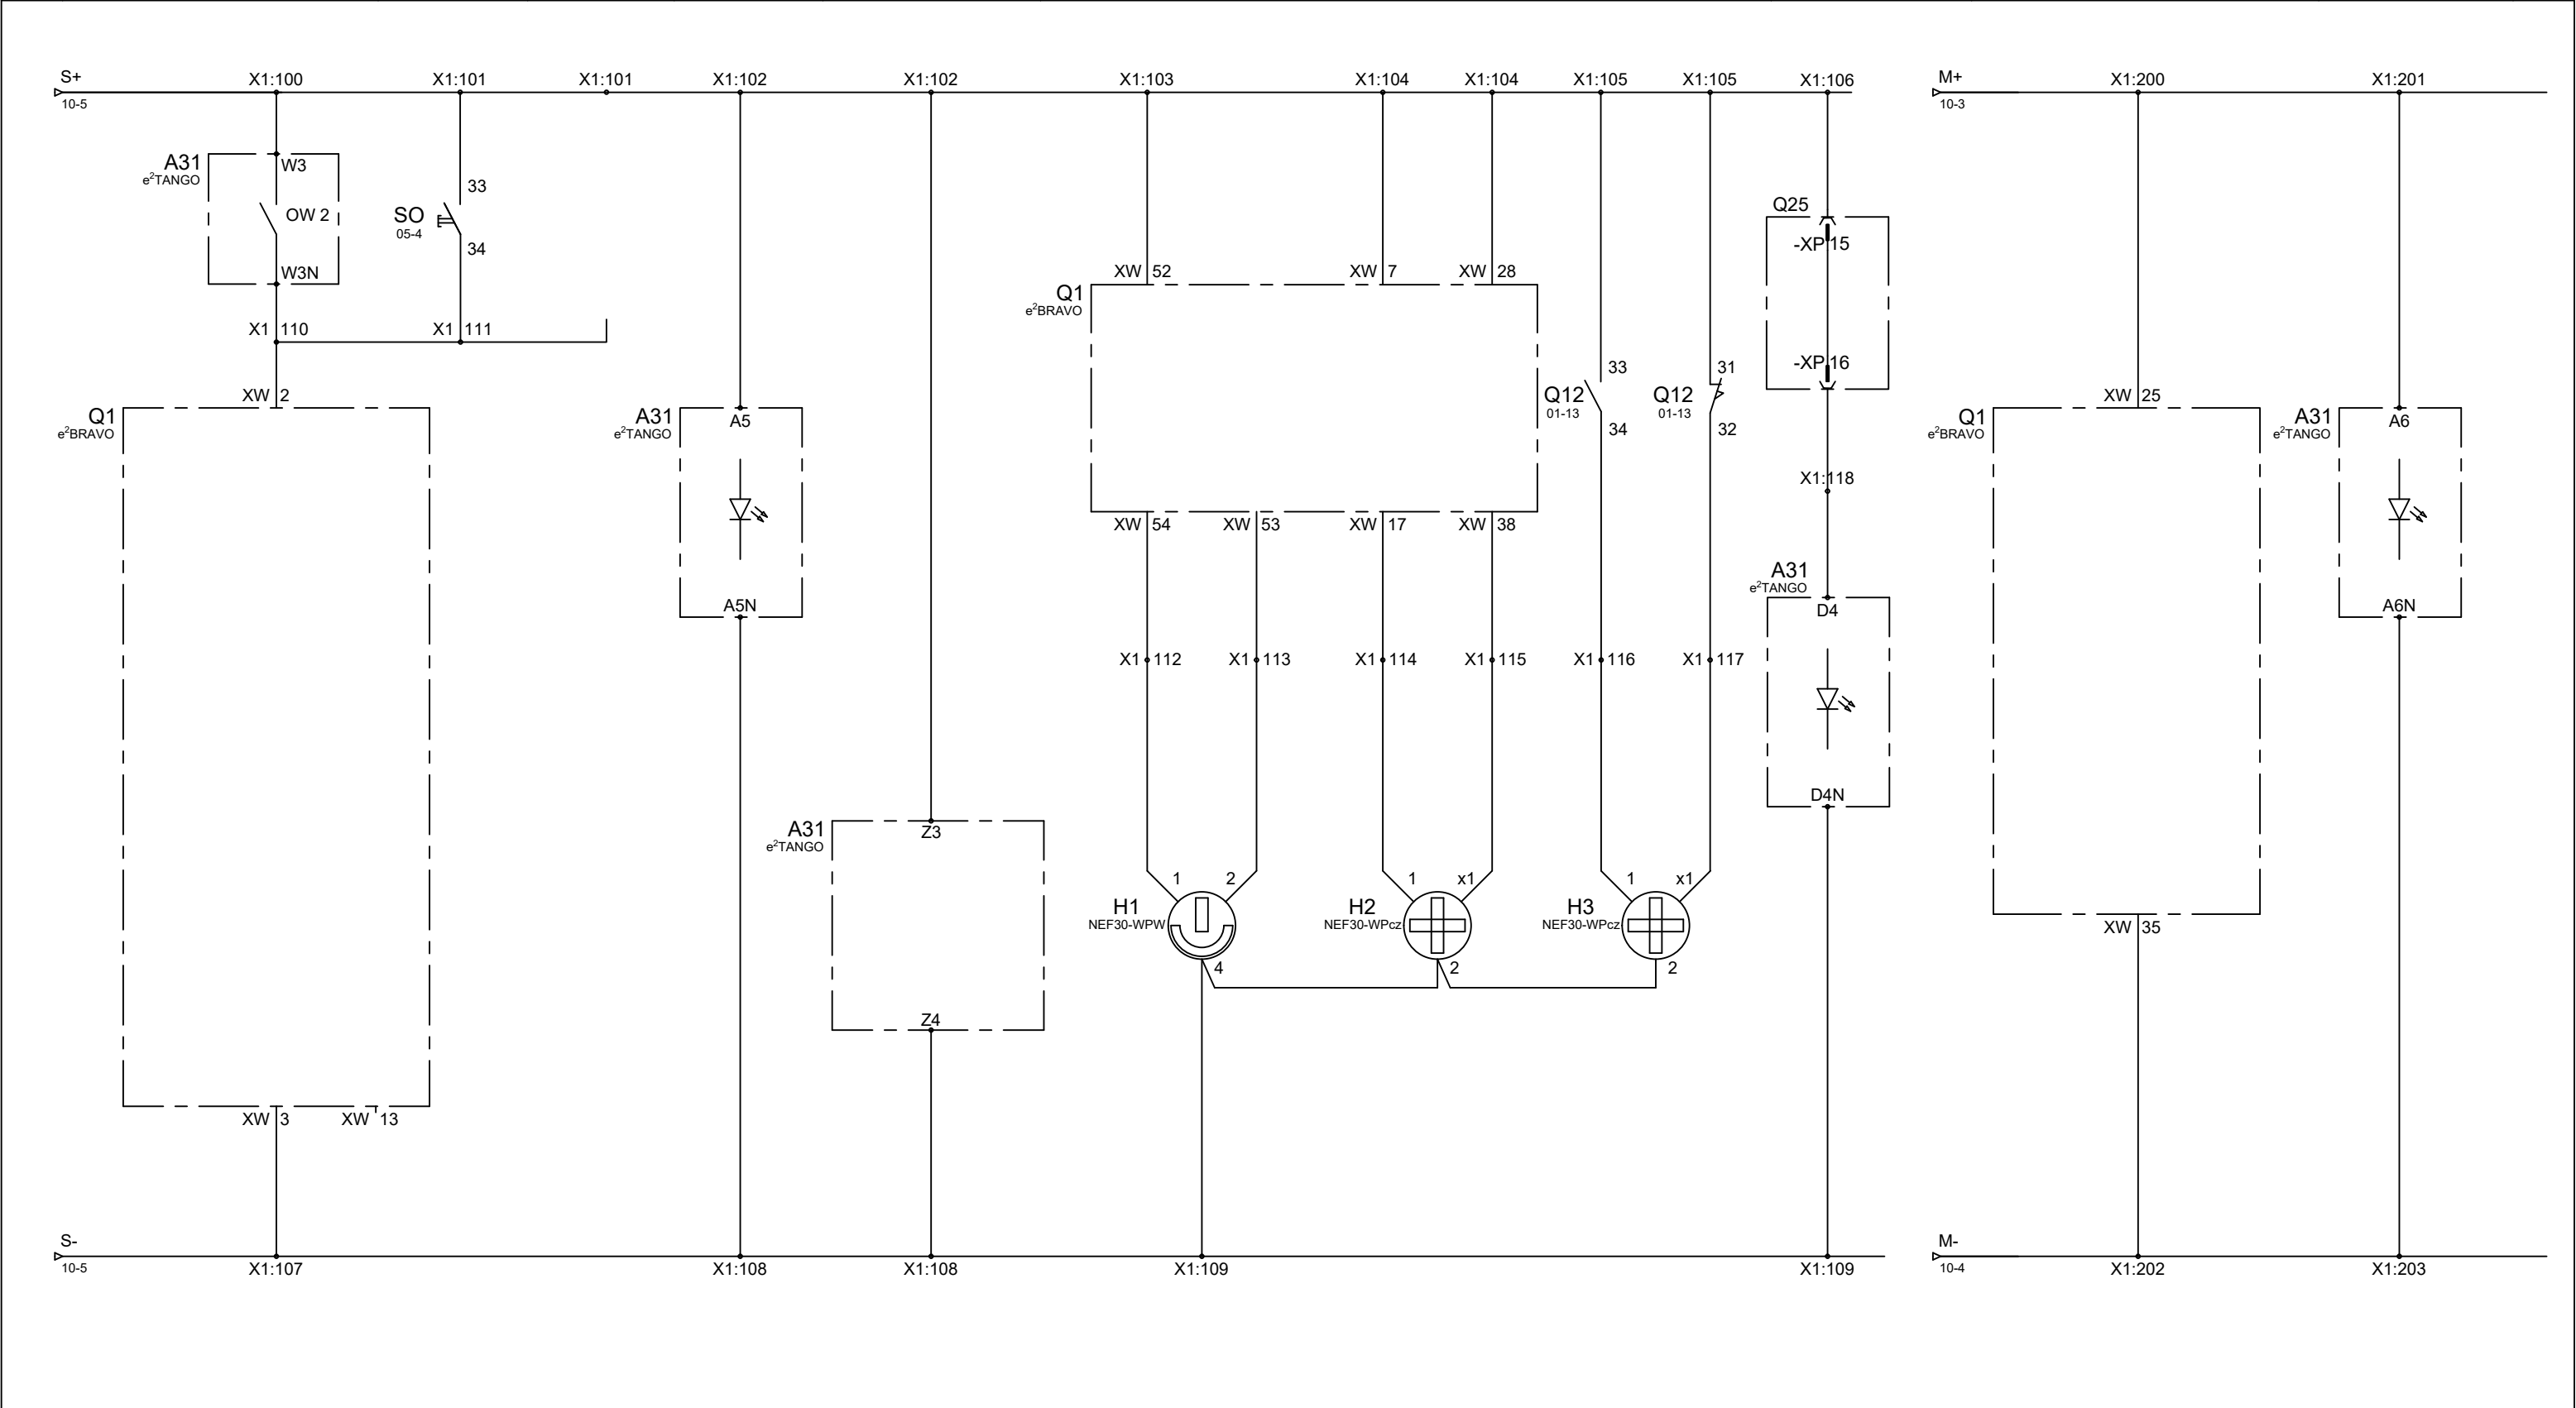 S+ X1:100 X1:101 X1:101 X1:102 X1:102 X1:103 X1:104 X1:104 X1:105 X1:105 X1:106 M+ X1:200 X1:201
10-5 10-3
A31 W3
e²TANGO
33
Q25
SO OW 2
05-4
-XP 15
34
W3N XW 52 XW 7 XW 28
Q1
e²BRAVO
X1 110 X1 111
-XP 16
33 31
XW 2 Q12 Q12 XW 25
01-13 01-13
Q1 A31 A5 Q1 A31 A6
e²BRAVO e²TANGO e²BRAVO e²TANGO
34 32
X1:118
XW 54 XW 53 XW 17 XW 38
A31
e²TANGO
A5N D4 A6N
X1 112 X1 113 X1 114 X1 115 X1 116 X1 117
D4N
A31 Z3
e²TANGO
1 2 1 x1 1 x1
H1 H2 H3
NEF30-WPW NEF30-WPcz NEF30-WPcz
XW 35
4 2 2
Z4
XW 3 XW 13
S- M-
10-5 10-4
X1:107 X1:108 X1:108 X1:109 X1:109 X1:202 X1:203